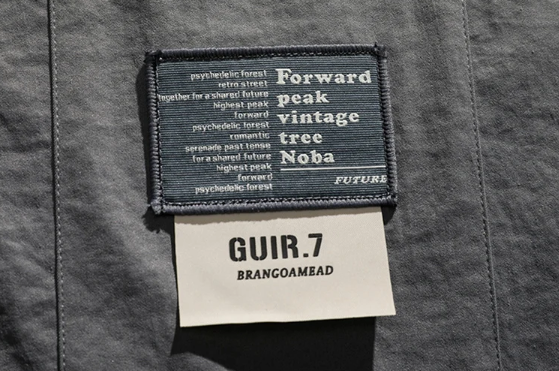 psychedelic forest
retro street
together for a shared future
highest peak
forward
psychedelic forest
romantic
serenade past tense
for a shared future
highest peak
forward
psychedelic forest
Forward
peak
vintage
tree
Noba
FUTURE
GUIR.7
BRANGOAMEAD